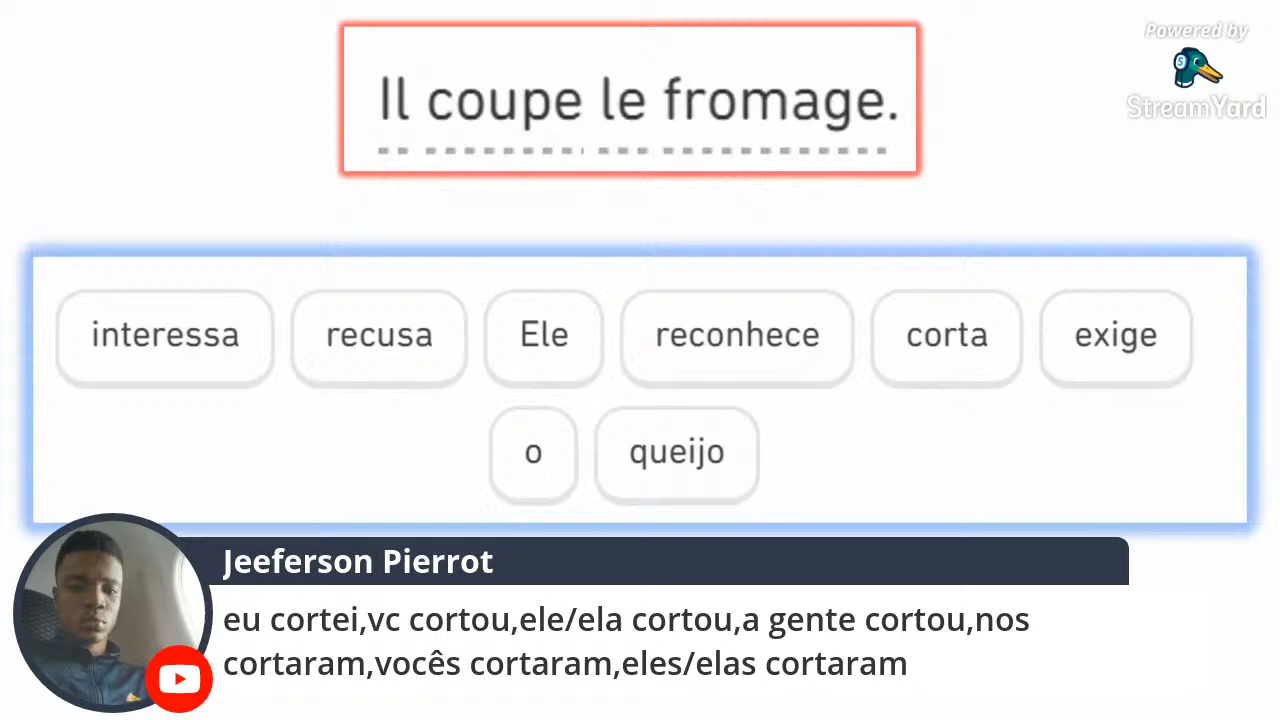 Powered by
StreamYard
Il coupe le fromage.
interessa recusa Ele reconhece corta exige
o queijo
Jeeferson Pierrot
eu cortei,vc cortou,ele/ela cortou,a gente cortou,nos
cortaram,vocês cortaram,eles/elas cortaram